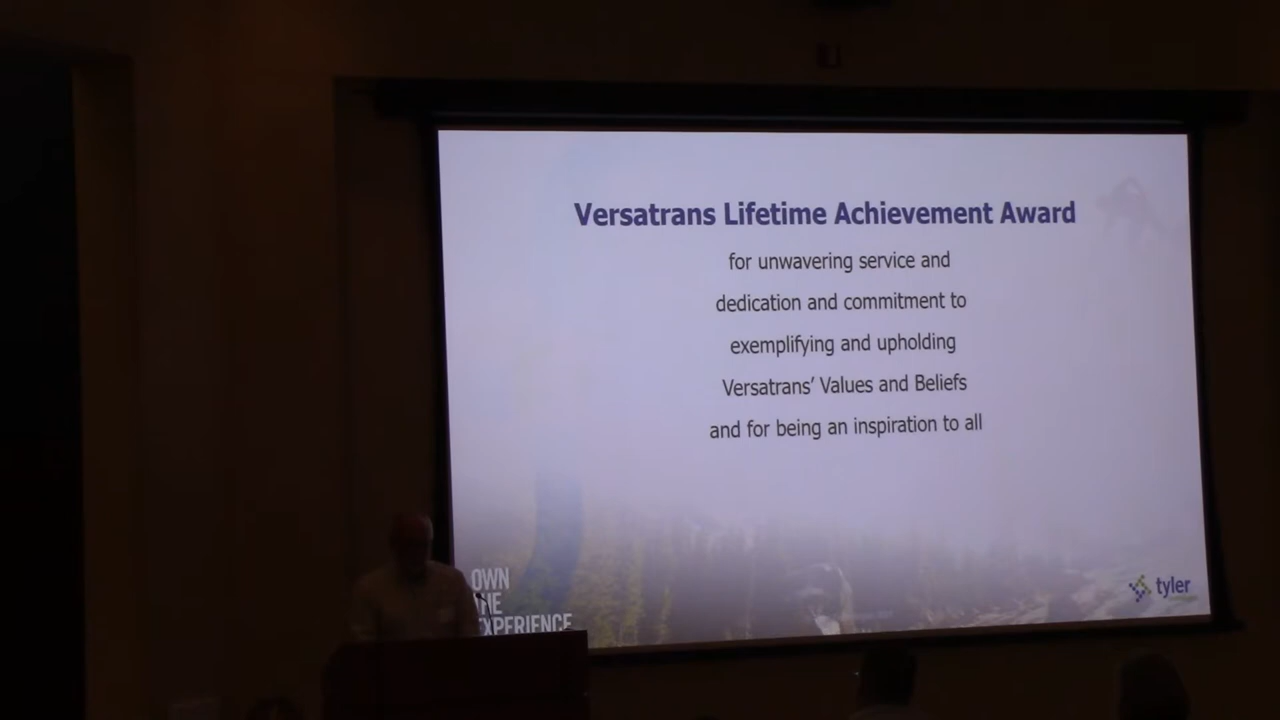 Versatrans Lifetime Achievement Award
for unwavering service and
dedication and commitment to
exemplifying and upholding
Versatrans' Values and Beliefs
and for being an inspiration to all
OWN
THE
EXPERIENCE
tyler